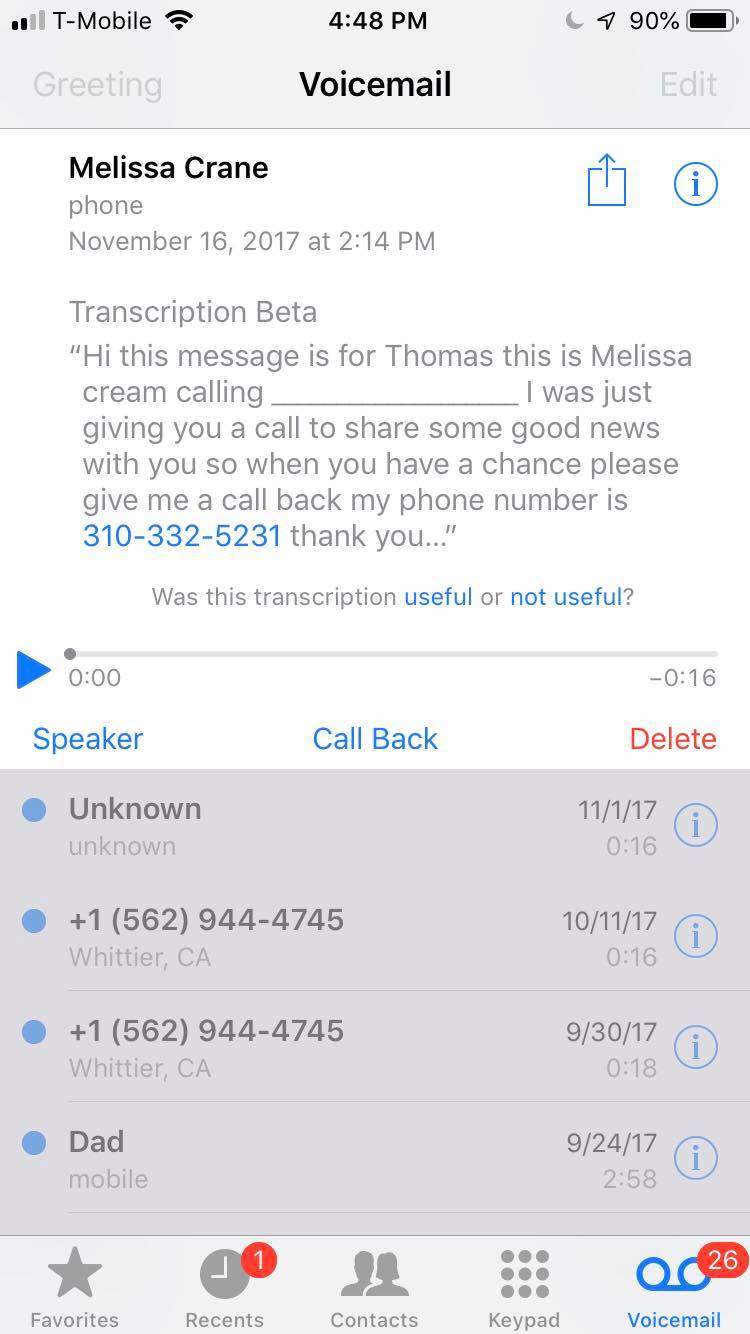 T-Mobile 4:48 PM 90%
Greeting Voicemail Edit
Melissa Crane
phone
November 16, 2017 at 2:14 PM
Transcription Beta
“Hi this message is for Thomas this is Melissa
cream calling __________________ I was just
giving you a call to share some good news
with you so when you have a chance please
give me a call back my phone number is
310-332-5231 thank you...”
Was this transcription useful or not useful?
0:00 −0:16
Speaker Call Back Delete
Unknown 11/1/17
unknown 0:16
+1 (562) 944-4745 10/11/17
Whittier, CA 0:16
+1 (562) 944-4745 9/30/17
Whittier, CA 0:18
Dad 9/24/17
mobile 2:58
1 26
Favorites Recents Contacts Keypad Voicemail